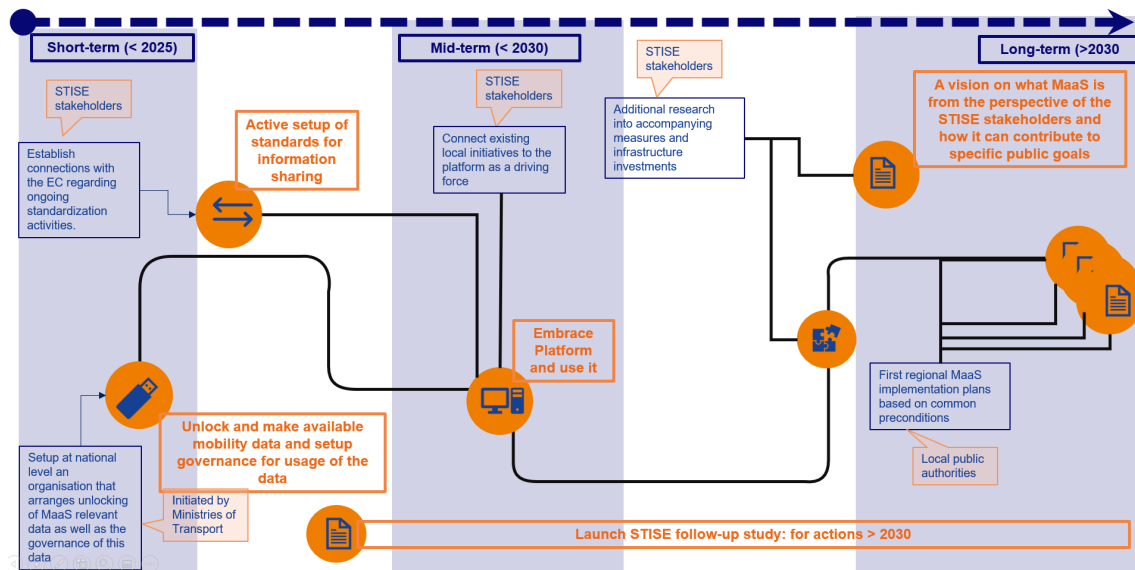 Short-term (< 2025)
Mid-term (< 2030)
Long-term (>2030
STISE
stakeholders
Establish
connections with
the EC regarding
ongoing
standardization
activities.
Active setup of
standards for
information
sharing
STISE
stakeholders
Connect existing
local initiatives to the
platform as a driving
force
STISE
stakeholders
Additional research
into accompanying
measures and
infrastructure
investments
A vision on what MaaS is
from the perspective of the
STISE stakeholders and
how it can contribute to
specific public goals
Embrace
Platform
and use it
Unlock and make available
mobility data and setup
governance for usage of the
data
Setup at national
level an
organisation that
arranges unlocking
of MaaS relevant
data as well as the
governance of this
data
Initiated by
Ministries of
Transport
First regional MaaS
implementation plans
based on common
preconditions
Local public
authorities
Launch STISE follow-up study: for actions > 2030